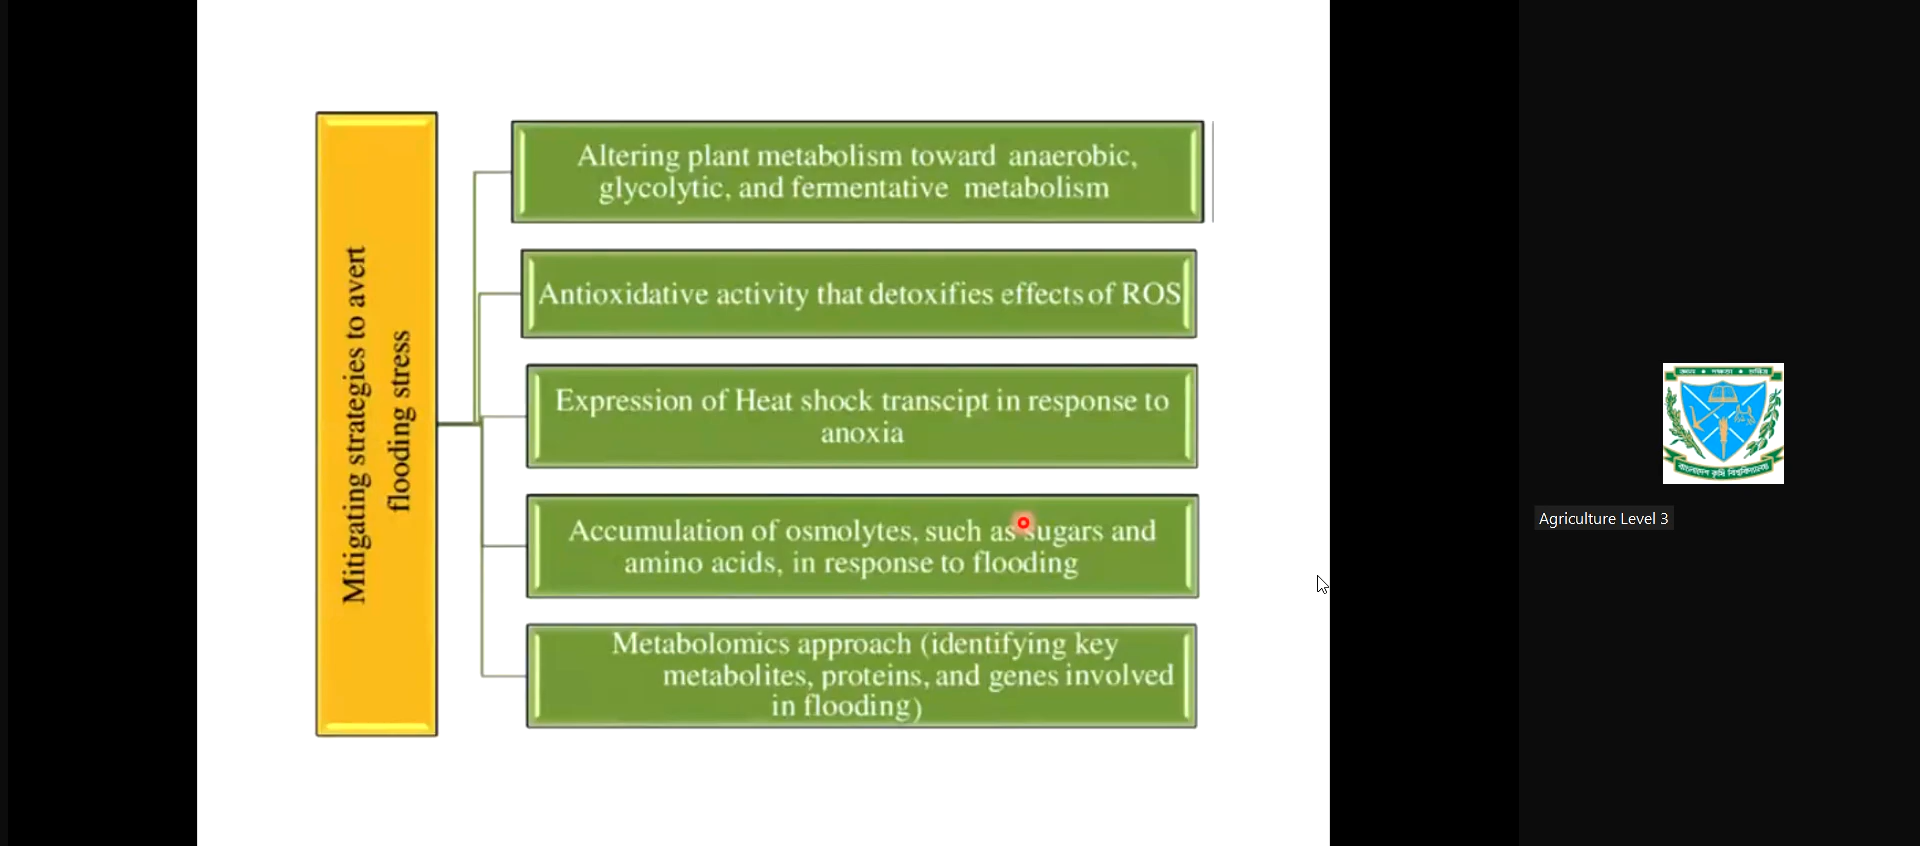 Mitigating strategies to avert
flooding stress
Altering plant metabolism toward anaerobic,
glycolytic, and fermentative metabolism
Antioxidative activity that detoxifies effects of ROS
Expression of Heat shock transcipt in response to
anoxia
Accumulation of osmolytes, such as sugars and
amino acids, in response to flooding
Metabolomics approach (identifying key
metabolites, proteins, and genes involved
in flooding)
বাংলাদেশ কৃষি বিশ্ববিদ্যালয়
Agriculture Level 3